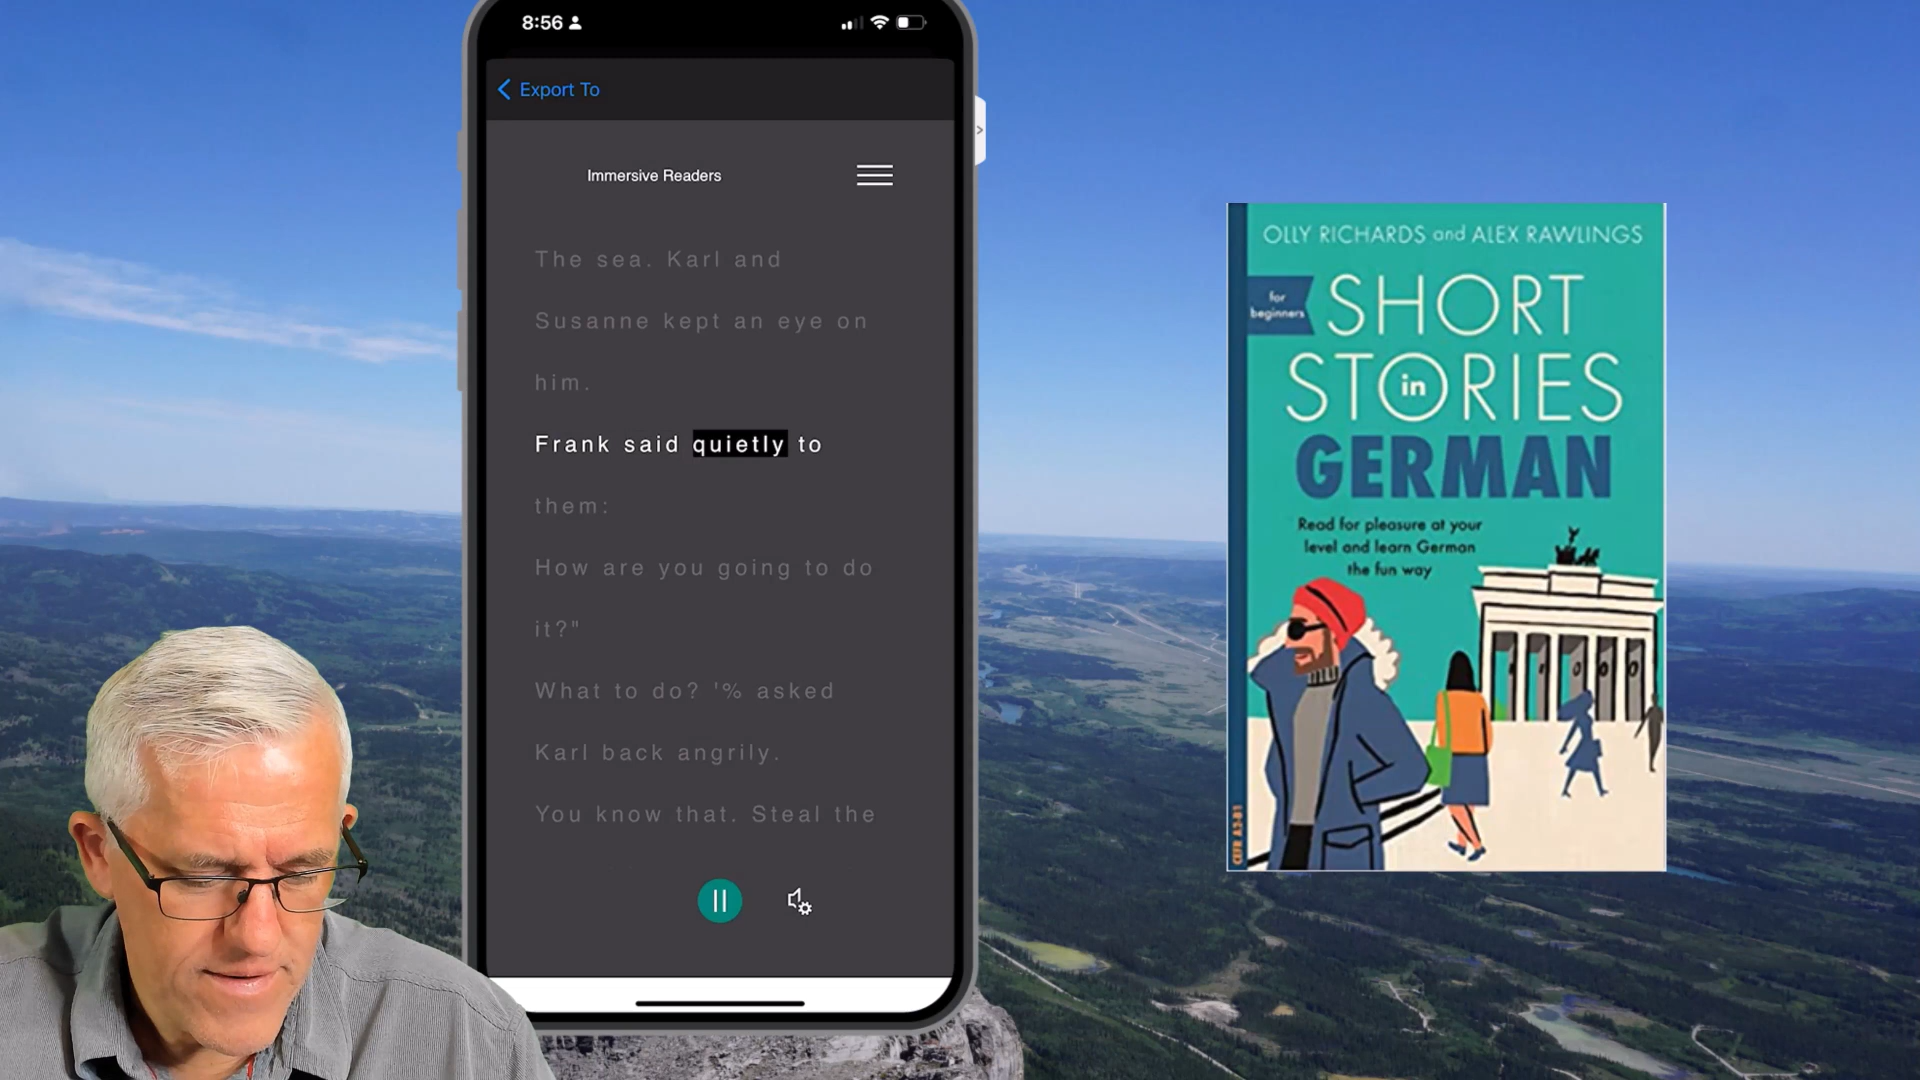 8:56
Export To
Immersive Readers
The sea. Karl and
Susanne kept an eye on
him.
Frank said quietly to
them:
How are you going to do
it?"
What to do? '% asked
Karl back angrily.
You know that. Steal the
OLLY RICHARDS and ALEX RAWLINGS
for
beginners
SHORT
STORIES
in
GERMAN
Read for pleasure at your
level and learn German
the fun way
CEFR A2-B1